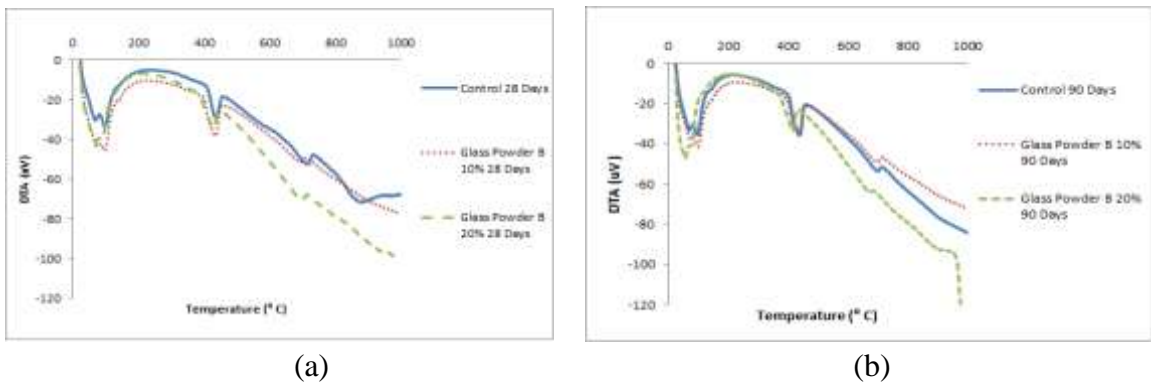 0 200 400 600 800 1000
0
-20
-40
-60
-80
-100
-120
DTA (uV)
Temperature (° C)
Control 28 Days
Glass Powder B
10% 28 Days
Glass Powder B
20% 28 Days
(a)
0 200 400 600 800 1000
0
-20
-40
-60
-80
-100
-120
DTA (uV)
Temperature (° C)
Control 90 Days
Glass Powder B 10%
90 Days
Glass Powder B 20%
90 Days
(b)